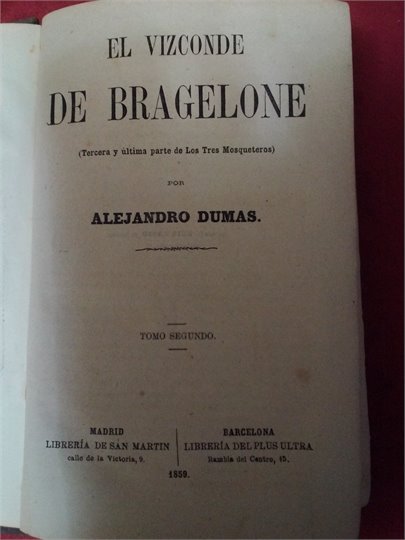 EL VIZCONDE
DE BRAGELONE
(Tercera y última parte de Los Tres Mosqueteros)
POR
ALEJANDRO DUMAS.
TOMO SEGUNDO.
MADRID
LIBRERÍA DE SAN MARTIN
calle de la Victoria, 9.
BARCELONA
LIBRERÍA DEL PLUS ULTRA
Rambla del Centro, 15.
1859.